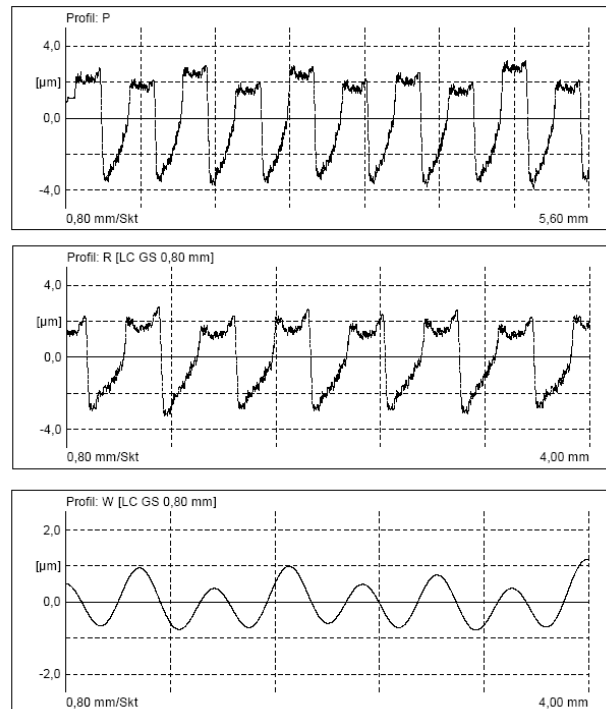 Profil: P
4,0
[µm]
0,0
-4,0
0,80 mm/Skt 5,60 mm
Profil: R [LC GS 0,80 mm]
4,0
[µm]
0,0
-4,0
0,80 mm/Skt 4,00 mm
Profil: W [LC GS 0,80 mm]
2,0
[µm]
0,0
-2,0
0,80 mm/Skt 4,00 mm